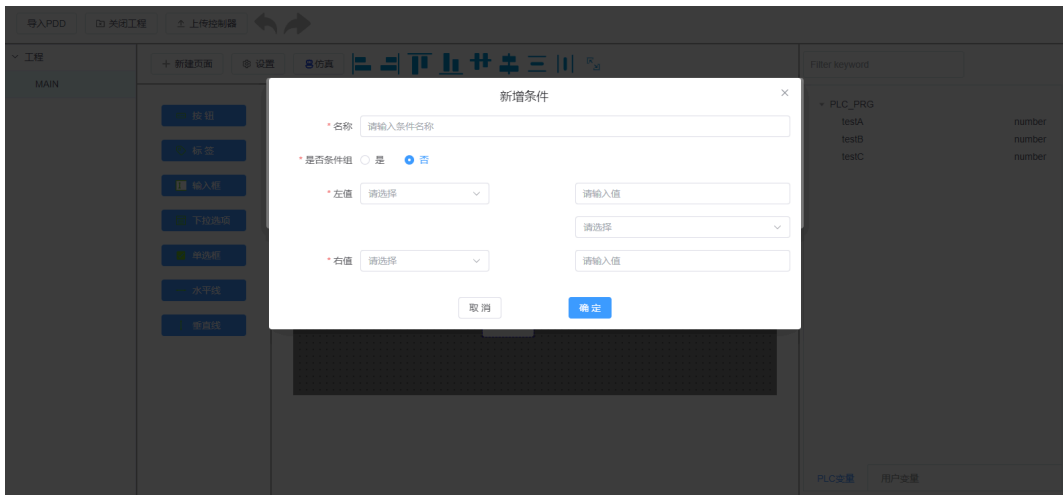 导入PDD 关闭工程 上传控制器
工程
MAIN
新建页面 设置 仿真
Filter keyword
按钮
标签
输入框
下拉选项
单选框
水平线
垂直线
新增条件
* 名称 请输入条件名称
* 是否条件组 是 否
* 左值 请选择 请输入值
请选择
* 右值 请选择 请输入值
取消 确定
PLC_PRG
testA number
testB number
testC number
PLC变量 用户变量